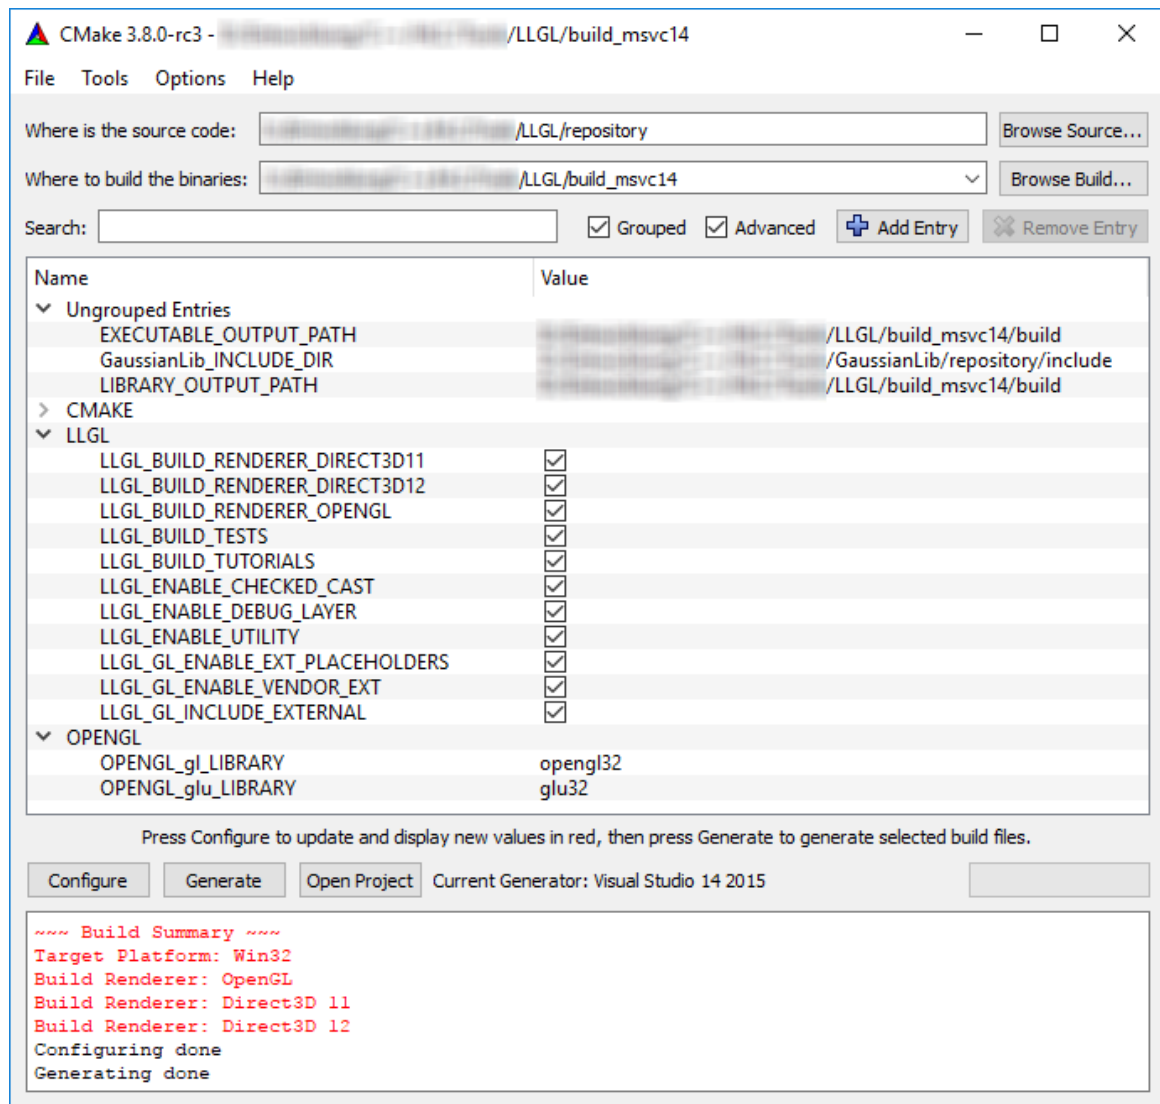 CMake 3.8.0-rc3 - /LLGL/build_msvc14
File Tools Options Help
Where is the source code: /LLGL/repository Browse Source...
Where to build the binaries: /LLGL/build_msvc14 Browse Build...
Search: Grouped Advanced Add Entry Remove Entry
Name Value
Ungrouped Entries
EXECUTABLE_OUTPUT_PATH /LLGL/build_msvc14/build
GaussianLib_INCLUDE_DIR /GaussianLib/repository/include
LIBRARY_OUTPUT_PATH /LLGL/build_msvc14/build
CMAKE
LLGL
LLGL_BUILD_RENDERER_DIRECT3D11
LLGL_BUILD_RENDERER_DIRECT3D12
LLGL_BUILD_RENDERER_OPENGL
LLGL_BUILD_TESTS
LLGL_BUILD_TUTORIALS
LLGL_ENABLE_CHECKED_CAST
LLGL_ENABLE_DEBUG_LAYER
LLGL_ENABLE_UTILITY
LLGL_GL_ENABLE_EXT_PLACEHOLDERS
LLGL_GL_ENABLE_VENDOR_EXT
LLGL_GL_INCLUDE_EXTERNAL
OPENGL
OPENGL_gl_LIBRARY opengl32
OPENGL_glu_LIBRARY glu32
Press Configure to update and display new values in red, then press Generate to generate selected build files.
Configure Generate Open Project Current Generator: Visual Studio 14 2015
~~~ Build Summary ~~~
Target Platform: Win32
Build Renderer: OpenGL
Build Renderer: Direct3D 11
Build Renderer: Direct3D 12
Configuring done
Generating done